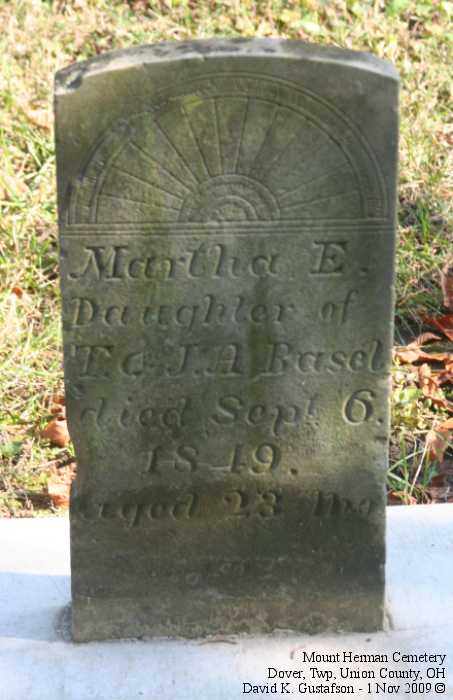 Martha E.
Daughter of
T. & J. A Basel
died Sept 6.
1849.
aged 23 Mo
Mount Herman Cemetery
Dover, Twp, Union County, OH
David K. Gustafson - 1 Nov 2009 ©